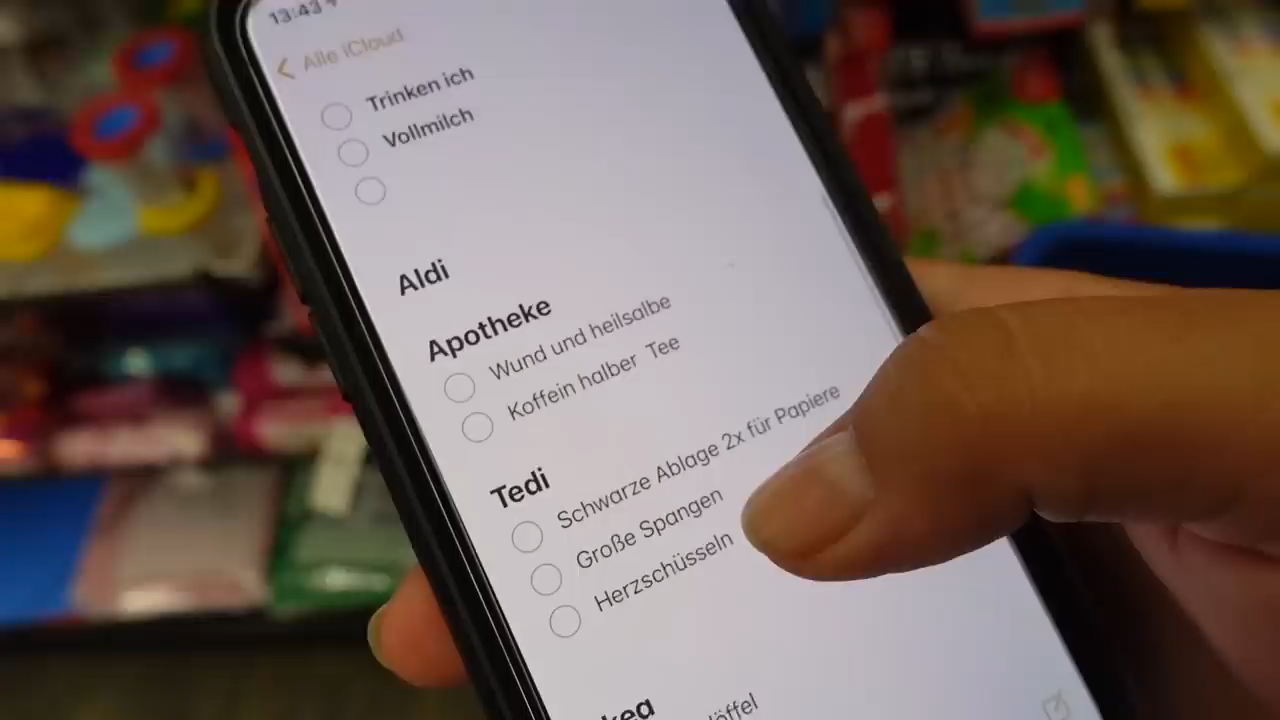 13:43
Alle iCloud
Trinken ich
Vollmilch
Aldi
Apotheke
Wund und heilsalbe
Koffein halber Tee
Tedi
Schwarze Ablage 2x für Papiere
Große Spangen
Herzschüsseln